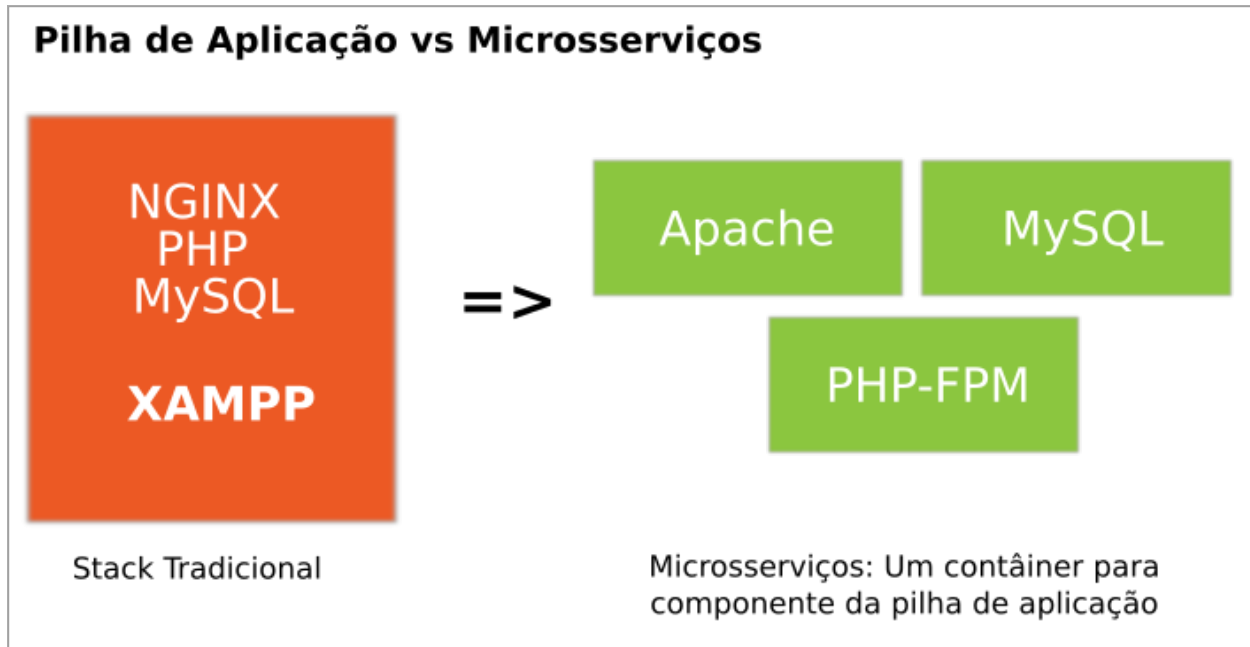 Pilha de Aplicação vs Microsserviços
NGINX
PHP
MySQL
XAMPP
Stack Tradicional
=>
Apache
MySQL
PHP-FPM
Microsserviços: Um contâiner para
componente da pilha de aplicação